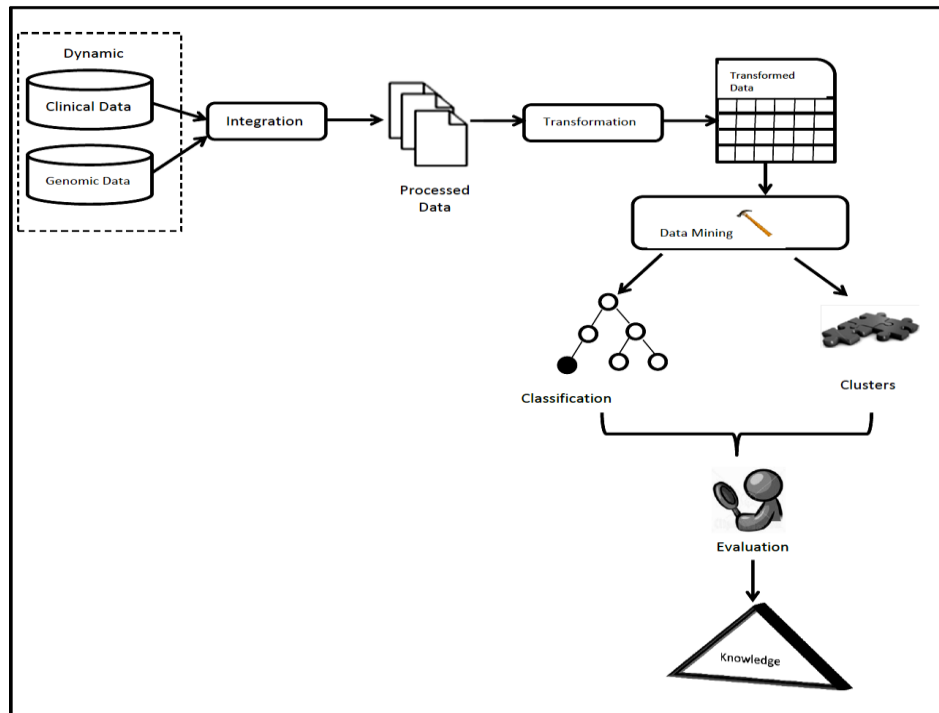 Dynamic
Clinical Data
Genomic Data
Integration
Processed
Data
Transformation
Transformed
Data
Data Mining
Classification
Clusters
Evaluation
Knowledge